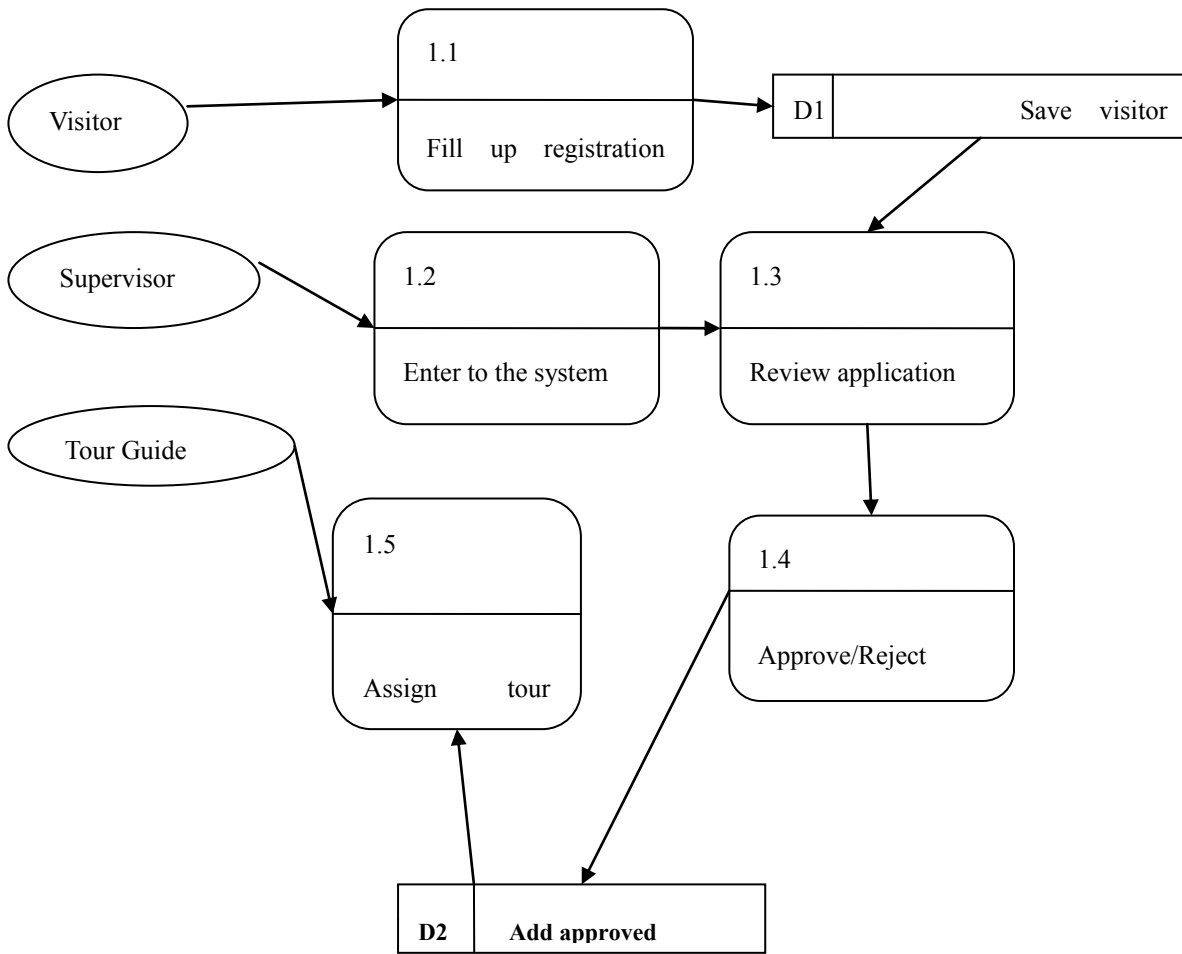 1.1
Visitor
Fill up registration
D1 Save visitor
Supervisor
1.2
Enter to the system
1.3
Review application
Tour Guide
1.5
Assign tour
1.4
Approve/Reject
D2 Add approved